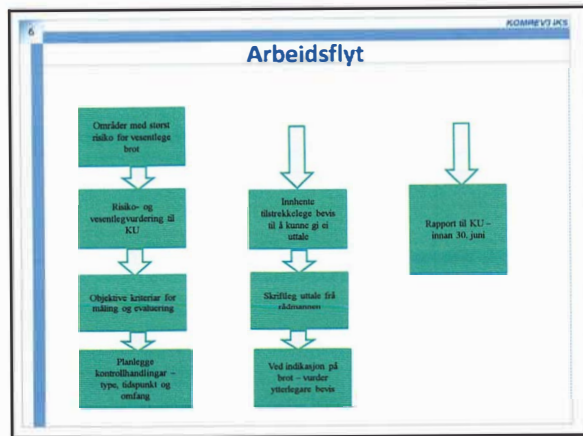 6
KOMREV3 IKS
Arbeidsflyt
Områder med størst
risiko for vesentlege
brot
Risiko- og
vesentlegvurdering til
KU
Objektive kriteriar for
måling og evaluering
Planlegge
kontrollhandlingar –
type, tidspunkt og
omfang
Innhente
tilstrekkelege bevis
til å kunne gi ei
uttale
Skriftleg uttale frå
rådmannen
Ved indikasjon på
brot – vurder
ytterlegare bevis
Rapport til KU –
innan 30. juni